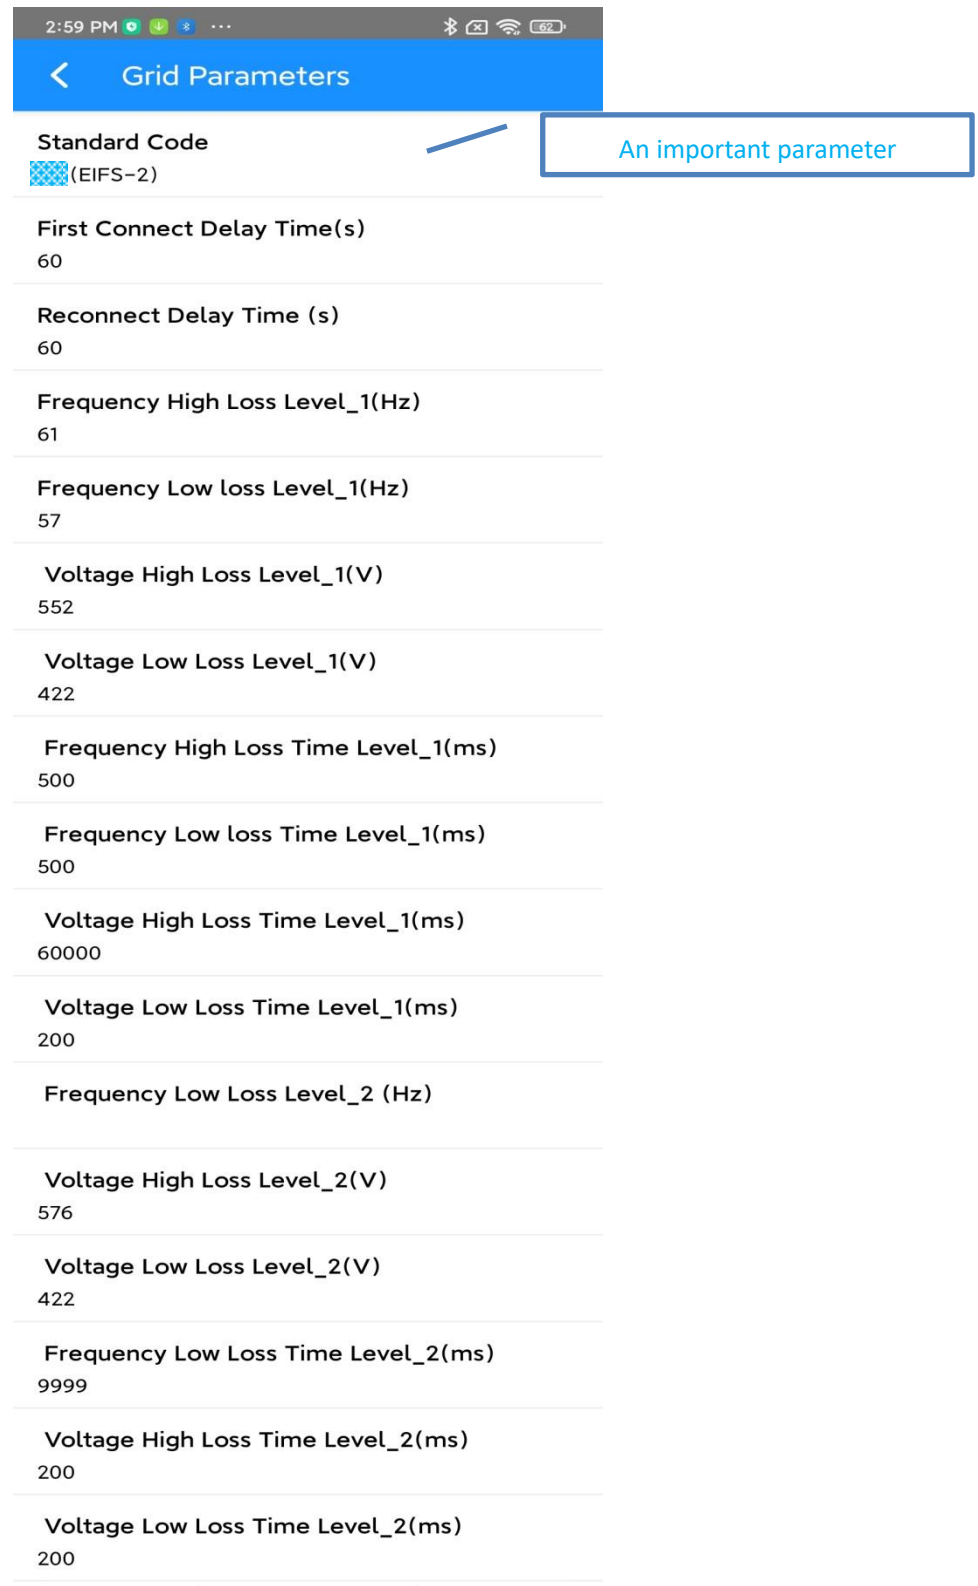 2:59 PM ···
62
Grid Parameters
Standard Code
An important parameter
(EIFS-2)
First Connect Delay Time(s)
60
Reconnect Delay Time (s)
60
Frequency High Loss Level_1(Hz)
61
Frequency Low loss Level_1(Hz)
57
Voltage High Loss Level_1(V)
552
Voltage Low Loss Level_1(V)
422
Frequency High Loss Time Level_1(ms)
500
Frequency Low loss Time Level_1(ms)
500
Voltage High Loss Time Level_1(ms)
60000
Voltage Low Loss Time Level_1(ms)
200
Frequency Low Loss Level_2 (Hz)
Voltage High Loss Level_2(V)
576
Voltage Low Loss Level_2(V)
422
Frequency Low Loss Time Level_2(ms)
9999
Voltage High Loss Time Level_2(ms)
200
Voltage Low Loss Time Level_2(ms)
200